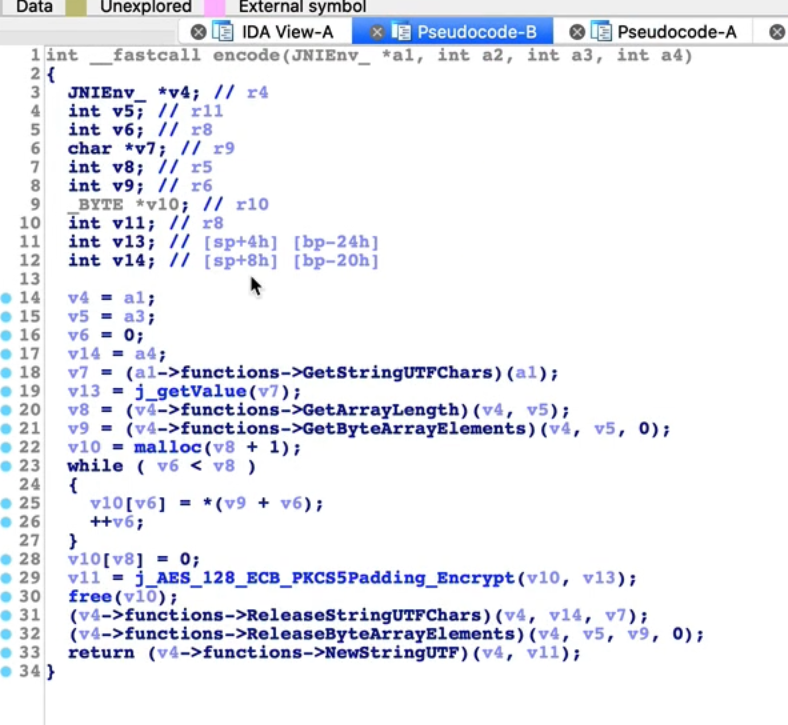 Data Unexplored External symbol
IDA View-A Pseudocode-B Pseudocode-A
1 int __fastcall encode(JNIEnv_ *a1, int a2, int a3, int a4)
2 {
3 JNIEnv_ *v4; // r4
4 int v5; // r11
5 int v6; // r8
6 char *v7; // r9
7 int v8; // r5
8 int v9; // r6
9 _BYTE *v10; // r10
10 int v11; // r8
11 int v13; // [sp+4h] [bp-24h]
12 int v14; // [sp+8h] [bp-20h]
13
14 v4 = a1;
15 v5 = a3;
16 v6 = 0;
17 v14 = a4;
18 v7 = (a1->functions->GetStringUTFChars)(a1);
19 v13 = j_getValue(v7);
20 v8 = (v4->functions->GetArrayLength)(v4, v5);
21 v9 = (v4->functions->GetByteArrayElements)(v4, v5, 0);
22 v10 = malloc(v8 + 1);
23 while ( v6 < v8 )
24 {
25 v10[v6] = *(v9 + v6);
26 ++v6;
27 }
28 v10[v8] = 0;
29 v11 = j_AES_128_ECB_PKCS5Padding_Encrypt(v10, v13);
30 free(v10);
31 (v4->functions->ReleaseStringUTFChars)(v4, v14, v7);
32 (v4->functions->ReleaseByteArrayElements)(v4, v5, v9, 0);
33 return (v4->functions->NewStringUTF)(v4, v11);
34 }